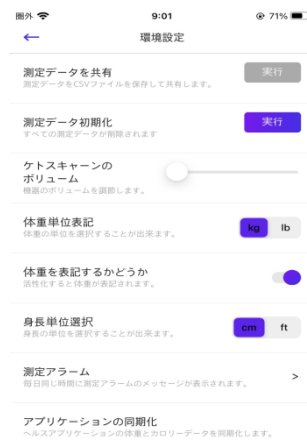 圏外 9:01 71%
← 環境設定
測定データを共有 実行
測定データをCSVファイルを保存して共有します。
測定データ初期化 実行
すべての測定データが削除されます
ケトスキャーンの
ボリューム
機器のボリュームを調節します。
体重単位表記 kg lb
体重の単位を選択することが出来ます。
体重を表記するかどうか
活性化すると体重が表記されます。
身長単位選択 cm ft
身長の単位を選択することが出来ます。
測定アラーム >
毎日同じ時間に測定アラームのメッセージが表示されます。
アプリケーションの同期化
ヘルスアプリケーションの体重とカロリーデータを同期化します。